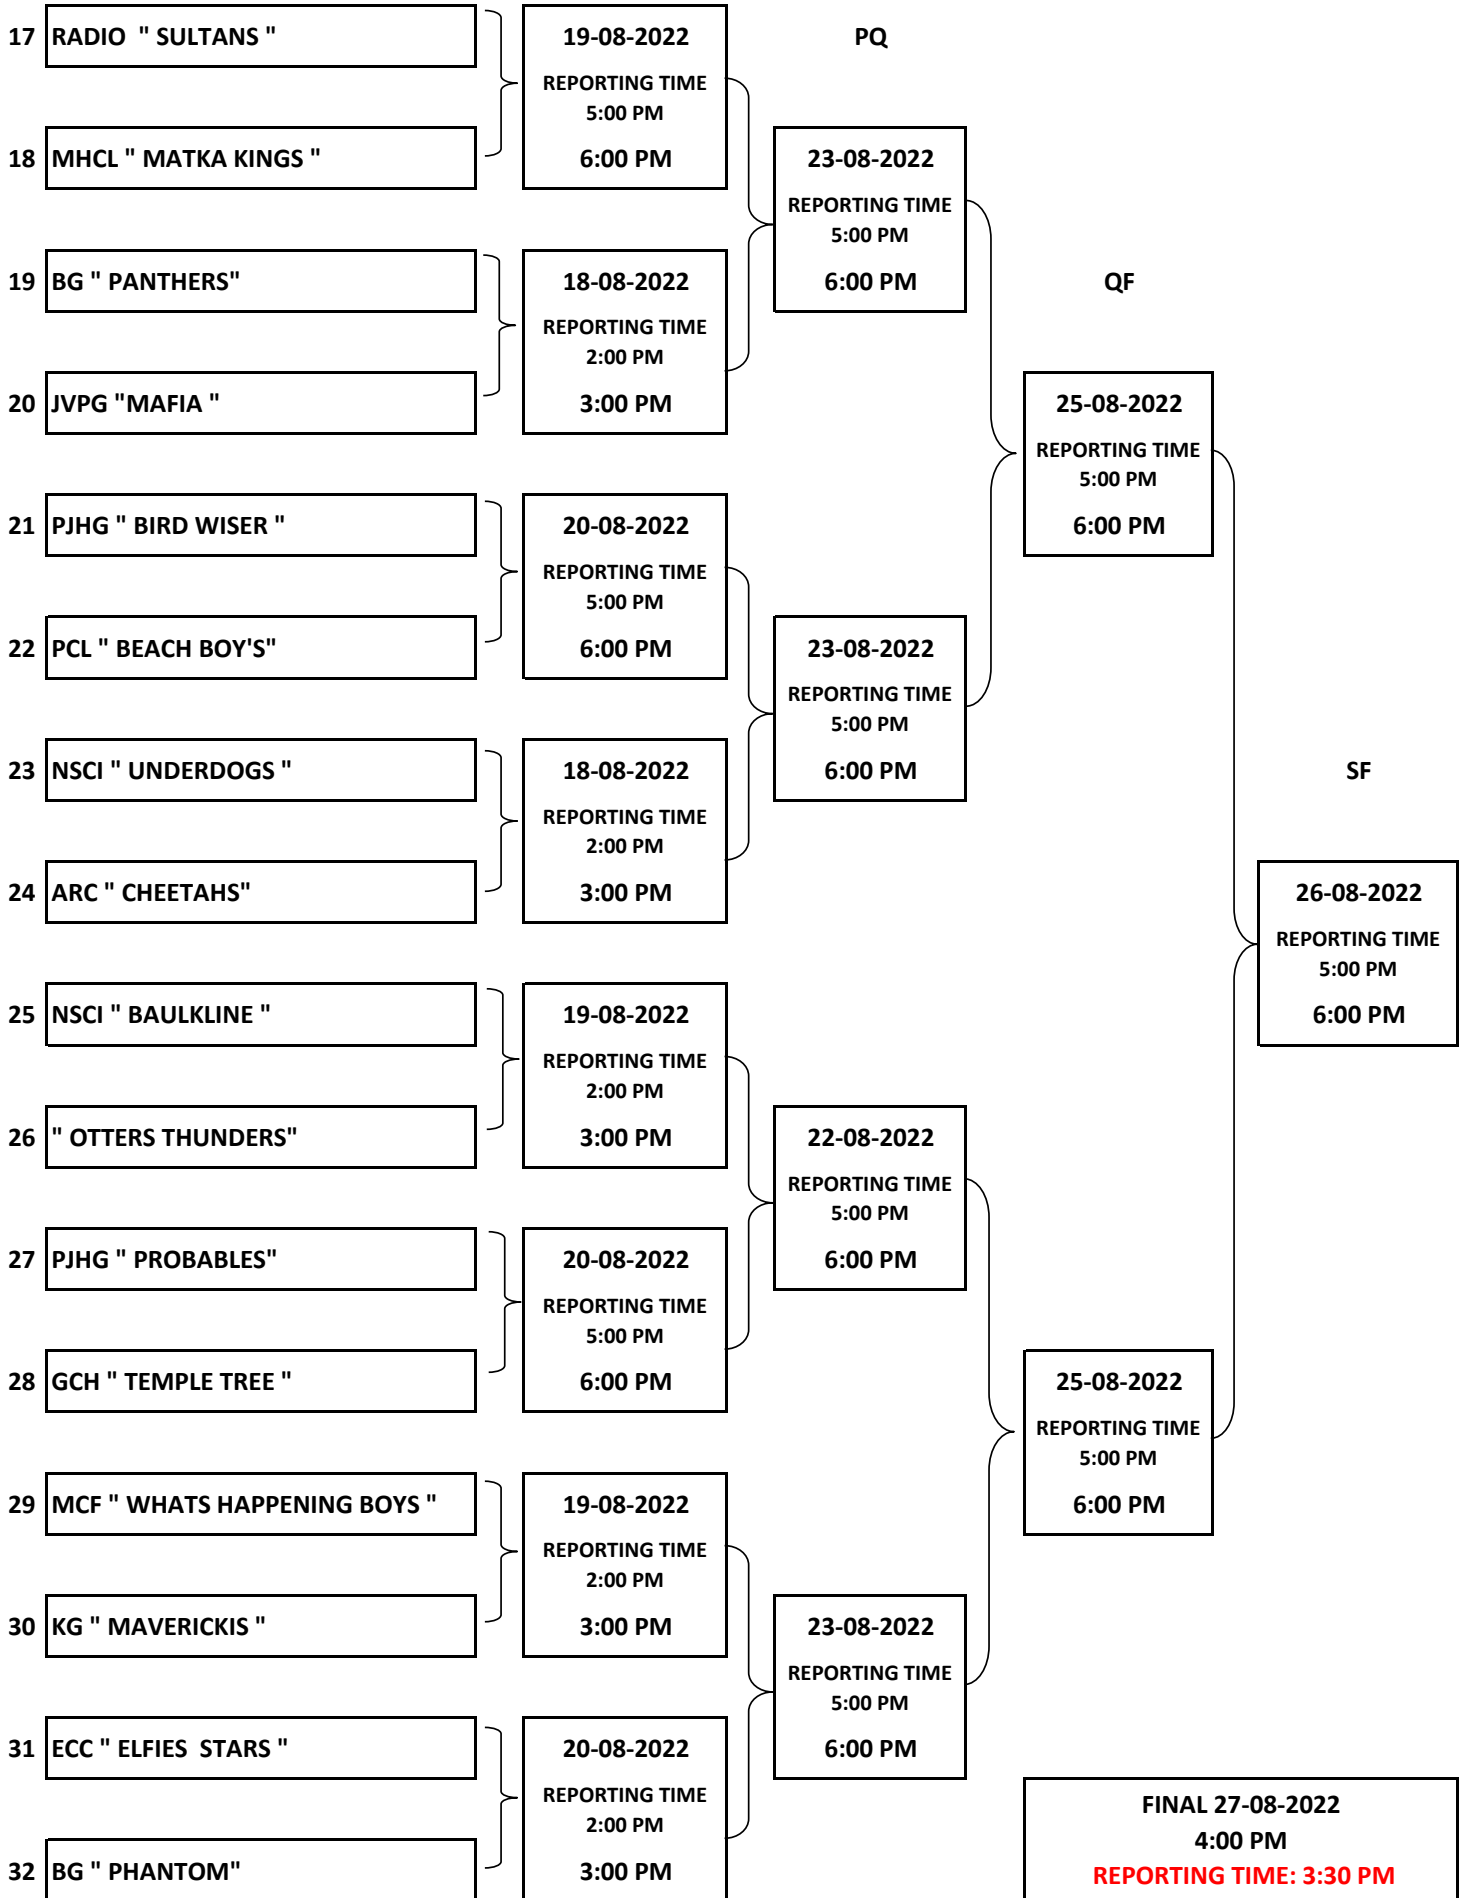 17 RADIO " SULTANS " 19-08-2022 PQ
REPORTING TIME
5:00 PM
18 MHCL " MATKA KINGS " 6:00 PM 23-08-2022
REPORTING TIME
5:00 PM
19 BG " PANTHERS" 18-08-2022 6:00 PM QF
REPORTING TIME
2:00 PM
20 JVPG "MAFIA " 3:00 PM 25-08-2022
REPORTING TIME
5:00 PM
21 PJHG " BIRD WISER " 20-08-2022 6:00 PM
REPORTING TIME
5:00 PM
22 PCL " BEACH BOY'S" 6:00 PM 23-08-2022
REPORTING TIME
5:00 PM
23 NSCI " UNDERDOGS " 18-08-2022 6:00 PM SF
REPORTING TIME
2:00 PM
24 ARC " CHEETAHS" 3:00 PM 26-08-2022
REPORTING TIME
5:00 PM
25 NSCI " BAULKLINE " 19-08-2022 6:00 PM
REPORTING TIME
2:00 PM
26 " OTTERS THUNDERS" 3:00 PM 22-08-2022
REPORTING TIME
5:00 PM
27 PJHG " PROBABLES" 20-08-2022 6:00 PM
REPORTING TIME
5:00 PM
28 GCH " TEMPLE TREE " 6:00 PM 25-08-2022
REPORTING TIME
5:00 PM
29 MCF " WHATS HAPPENING BOYS " 19-08-2022 6:00 PM
REPORTING TIME
2:00 PM
30 KG " MAVERICKIS " 3:00 PM 23-08-2022
REPORTING TIME
5:00 PM
31 ECC " ELFIES STARS " 20-08-2022 6:00 PM
REPORTING TIME
2:00 PM
FINAL 27-08-2022
4:00 PM
32 BG " PHANTOM" 3:00 PM REPORTING TIME: 3:30 PM